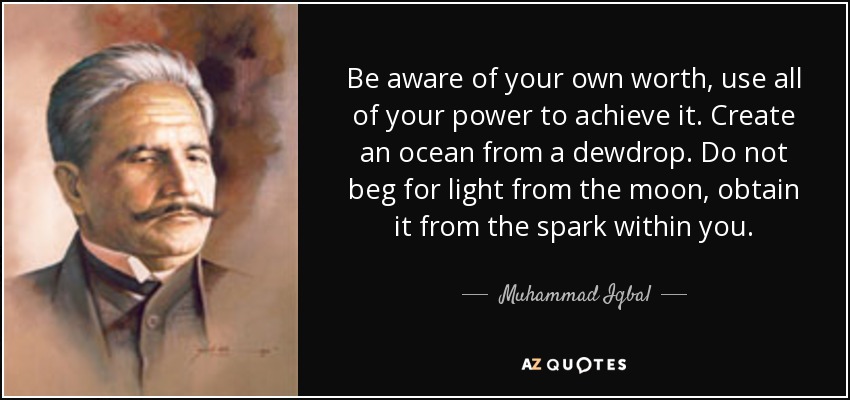 Be aware of your own worth, use all
of your power to achieve it. Create
an ocean from a dewdrop. Do not
beg for light from the moon, obtain
it from the spark within you.
Muhammad Iqbal
AZ QUOTES